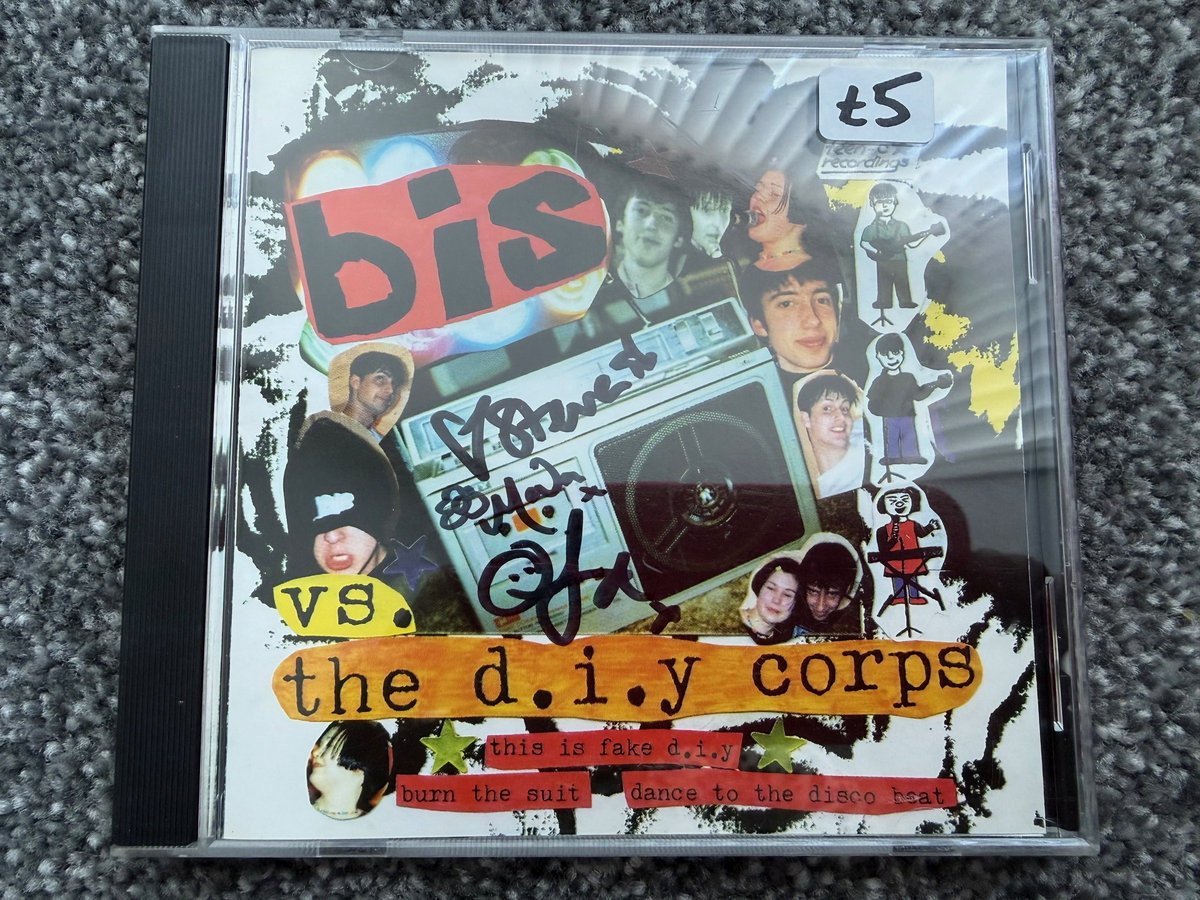 £5
teen-c
recordings
bis
vs.
the d.i.y corps
this is fake d.i.y
burn the suit
dance to the disco beat